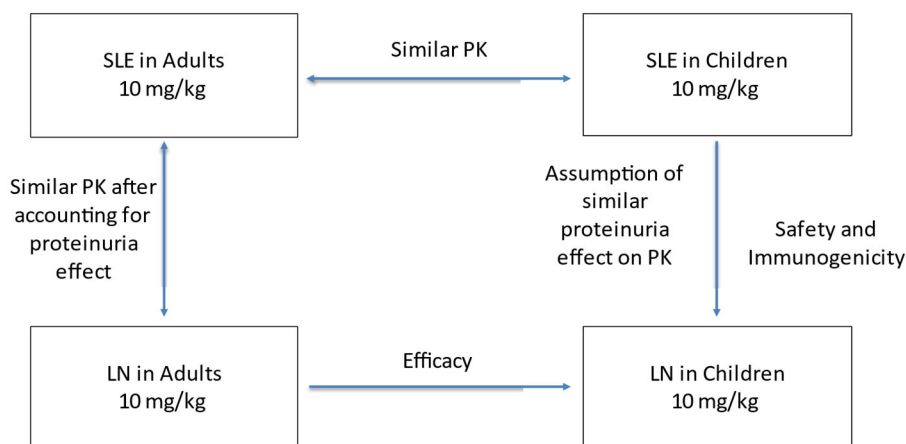 SLE in Adults
10 mg/kg
Similar PK
SLE in Children
10 mg/kg
Similar PK after
accounting for
proteinuria
effect
Assumption of
similar
proteinuria
effect on PK
Safety and
Immunogenicity
LN in Adults
10 mg/kg
Efficacy
LN in Children
10 mg/kg